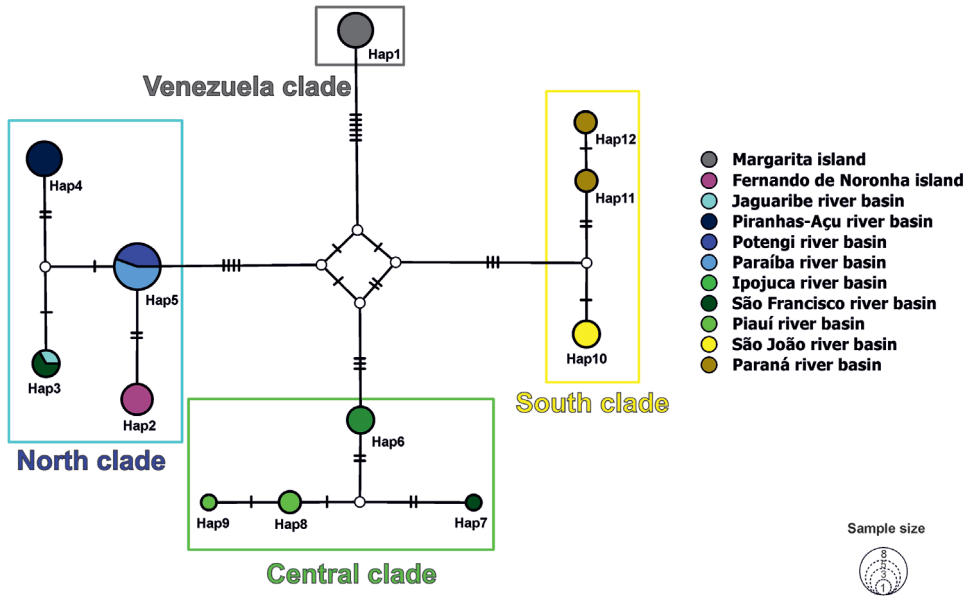 Hap1
Venezuela clade
Hap4
Hap5
Hap3
Hap2
North clade
Hap12
Hap11
Hap10
South clade
Hap6
Hap9
Hap8
Hap7
Central clade
Margarita island
Fernando de Noronha island
Jaguaribe river basin
Piranhas-Açu river basin
Potengi river basin
Paraíba river basin
Ipojuca river basin
São Francisco river basin
Piauí river basin
São João river basin
Paraná river basin
Sample size
8
3
1